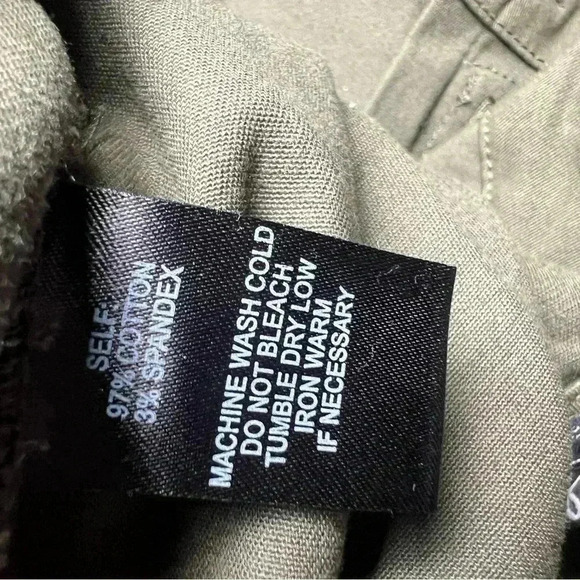 SELF:
97% COTTON
3% SPANDEX
MACHINE WASH COLD
DO NOT BLEACH
TUMBLE DRY LOW
IRON WARM
IF NECESSARY